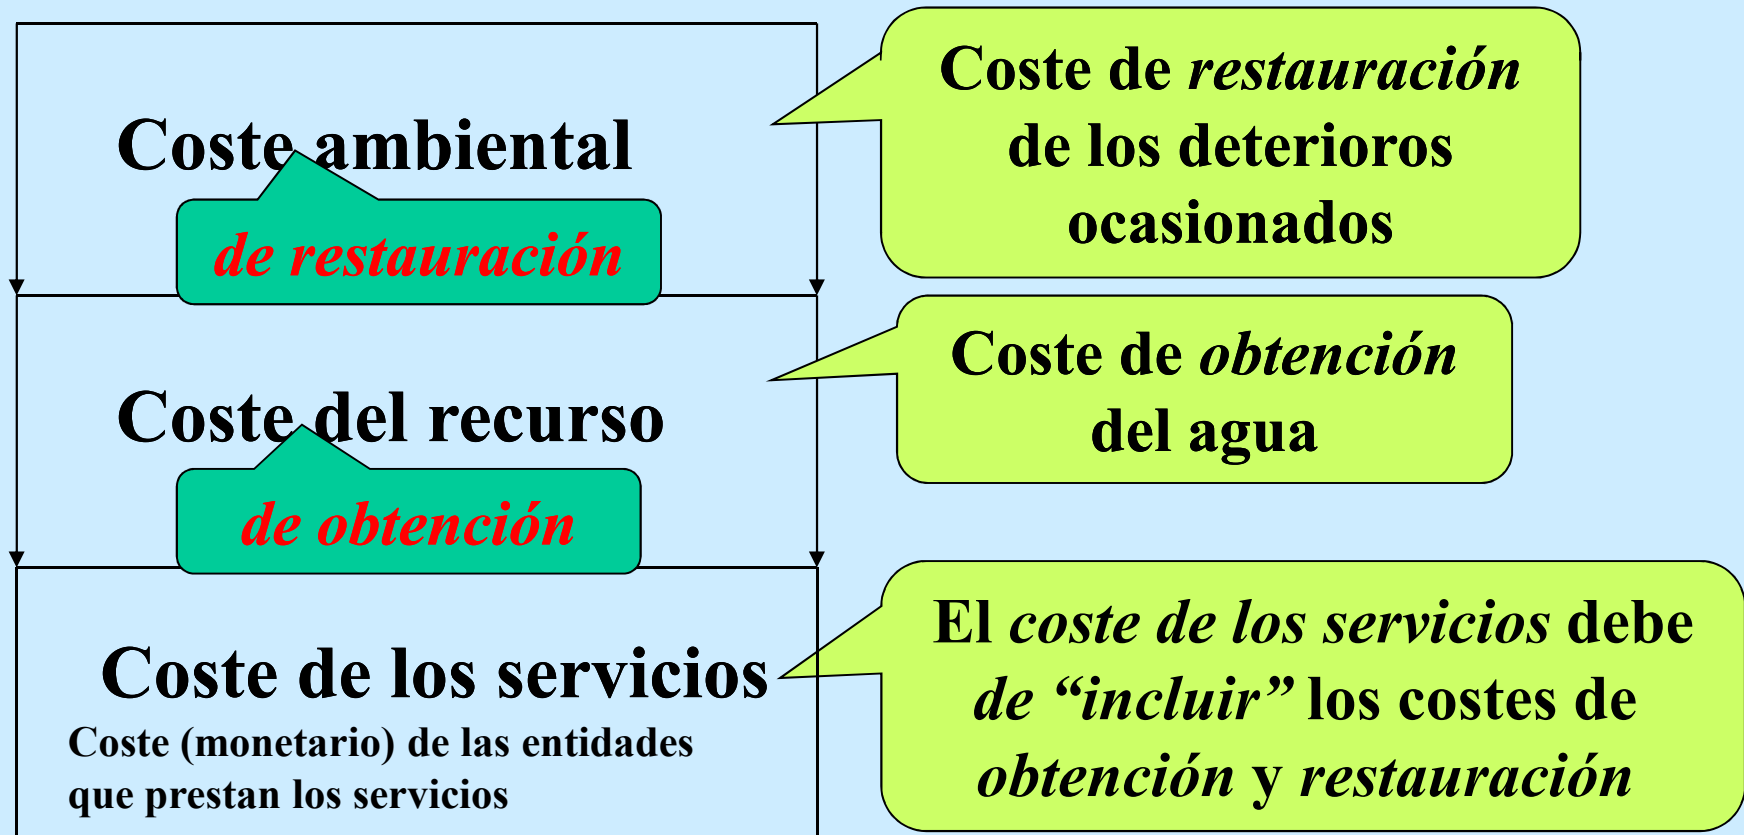 Coste ambiental
de restauración
Coste de restauración
de los deterioros
ocasionados
Coste del recurso
de obtención
Coste de obtención
del agua
Coste de los servicios
Coste (monetario) de las entidades
que prestan los servicios
El coste de los servicios debe
de “incluir” los costes de
obtención y restauración